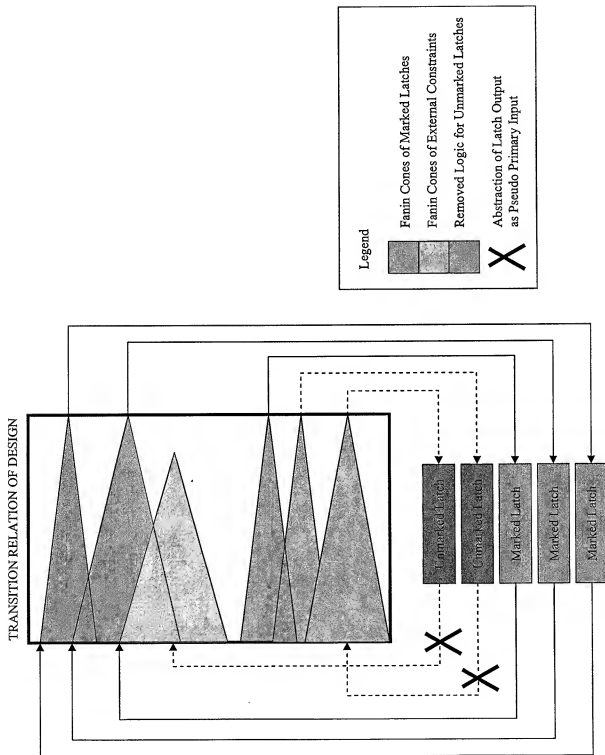 TRANSITION RELATION OF DESIGN
Unmarked Latch
Unmarked Latch
Marked Latch
Marked Latch
Marked Latch
Legend
Fanin Cones of Marked Latches
Fanin Cones of External Constraints
Removed Logic for Unmarked Latches
Abstraction of Latch Output
as Pseudo Primary Input